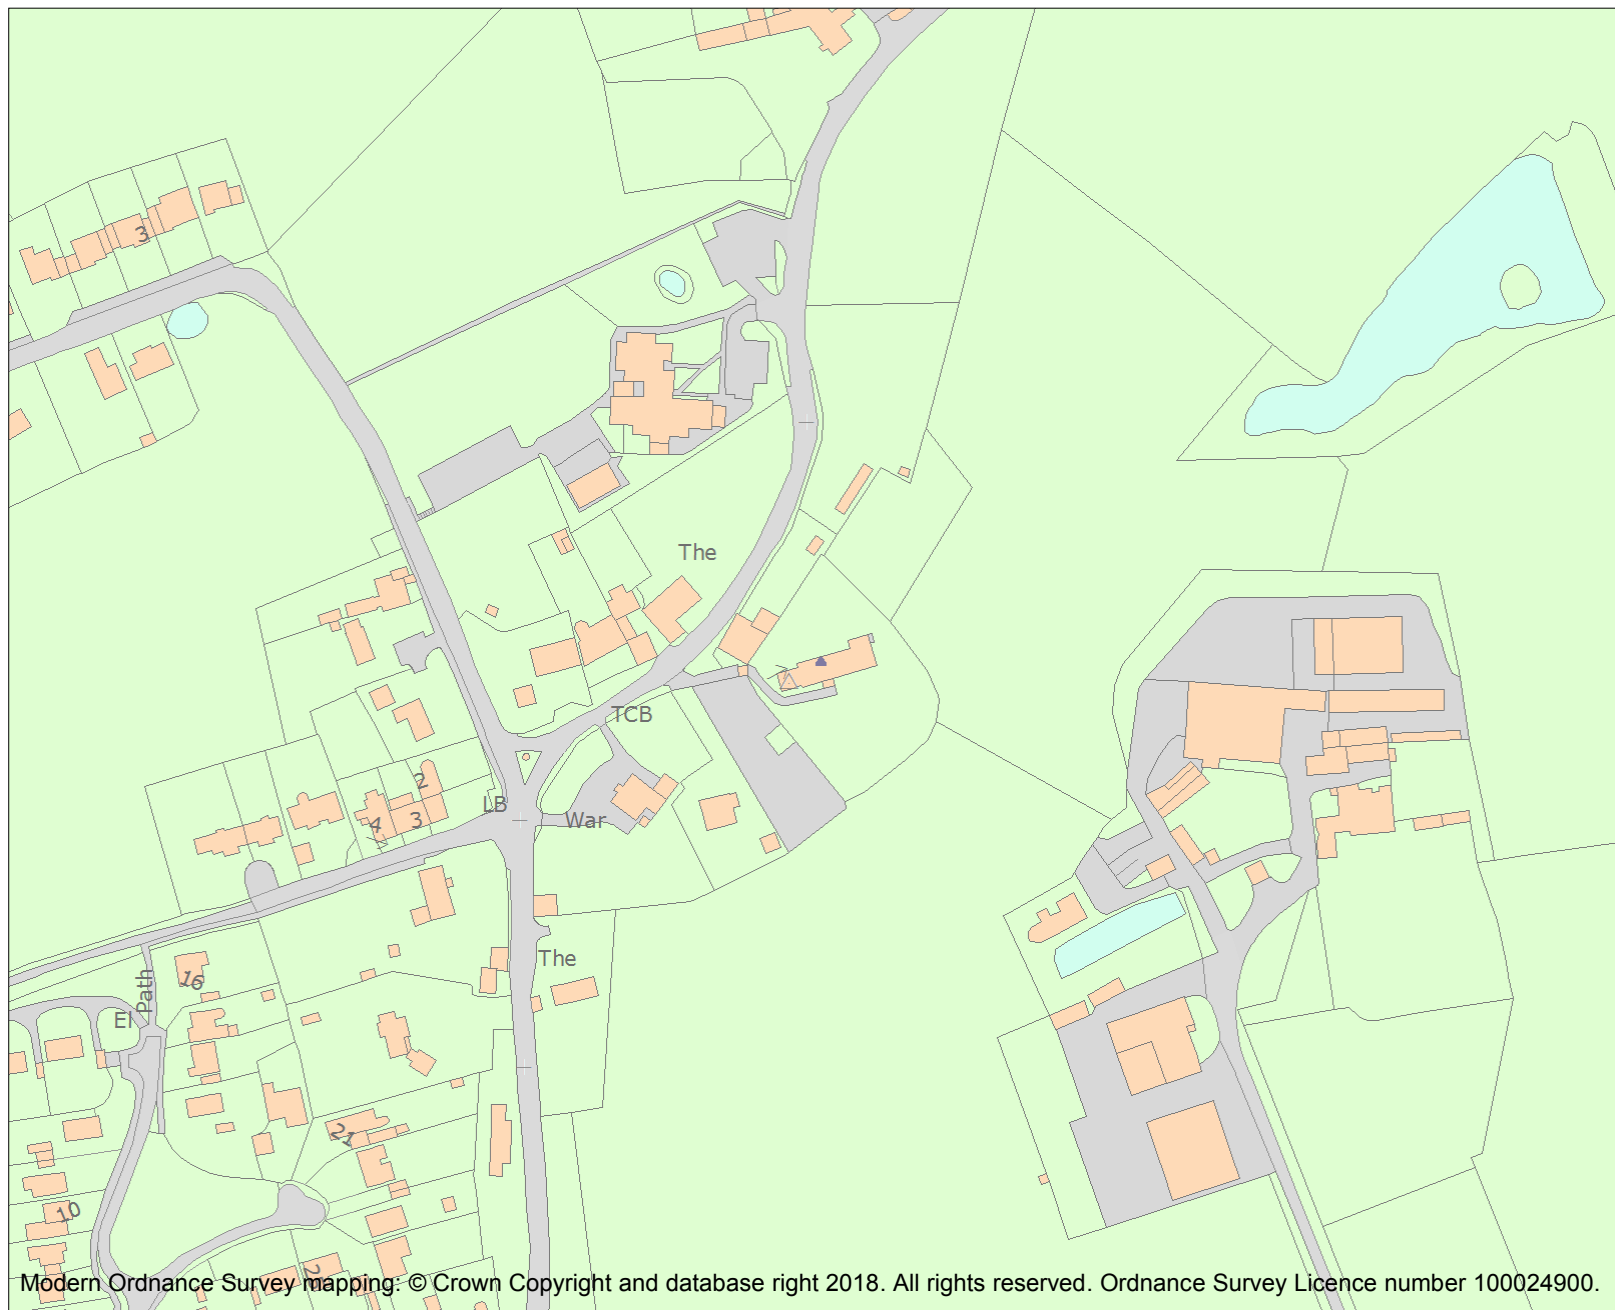 3
The
TCB
2
LB
4
3
War
The
16
Path
El
21
10
Modern Ordnance Survey mapping: © Crown Copyright and database right 2018. All rights reserved. Ordnance Survey Licence number 100024900.